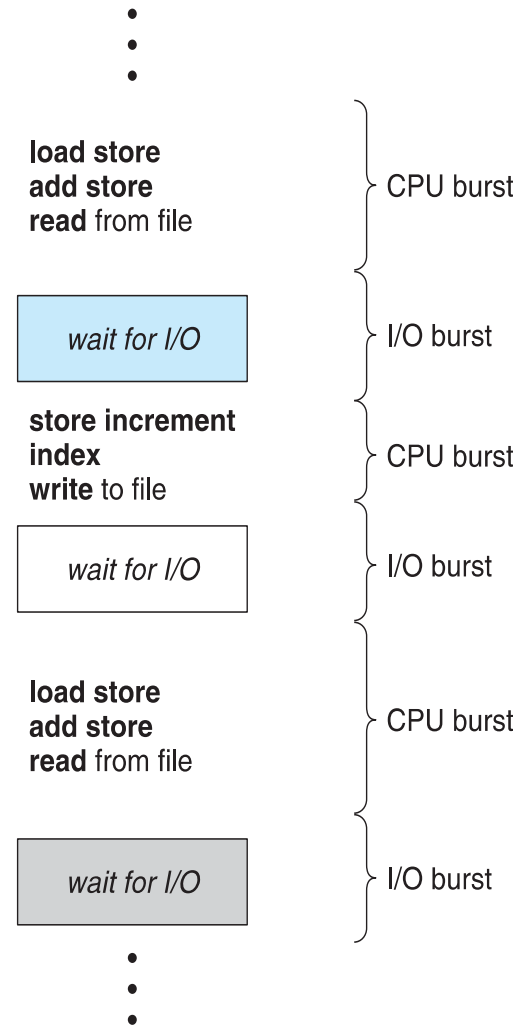 load store
add store
read from file
CPU burst
wait for I/O
I/O burst
store increment
index
write to file
CPU burst
wait for I/O
I/O burst
load store
add store
read from file
CPU burst
wait for I/O
I/O burst